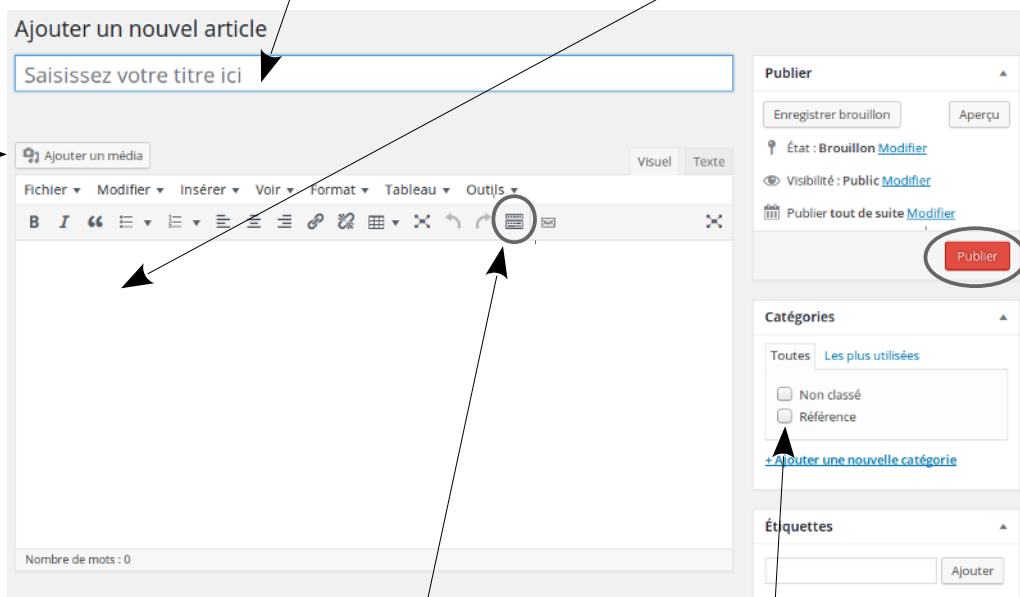 Ajouter un nouvel article
Saisissez votre titre ici
Ajouter un média
Visuel Texte
Fichier Modifier Insérer Voir Format Tableau Outils
B I
Nombre de mots : 0
Publier
Enregistrer brouillon Aperçu
État : Brouillon Modifier
Visibilité : Public Modifier
Publier tout de suite Modifier
Publier
Catégories
Toutes Les plus utilisées
Non classé
Référence
+ Ajouter une nouvelle catégorie
Étiquettes
Ajouter